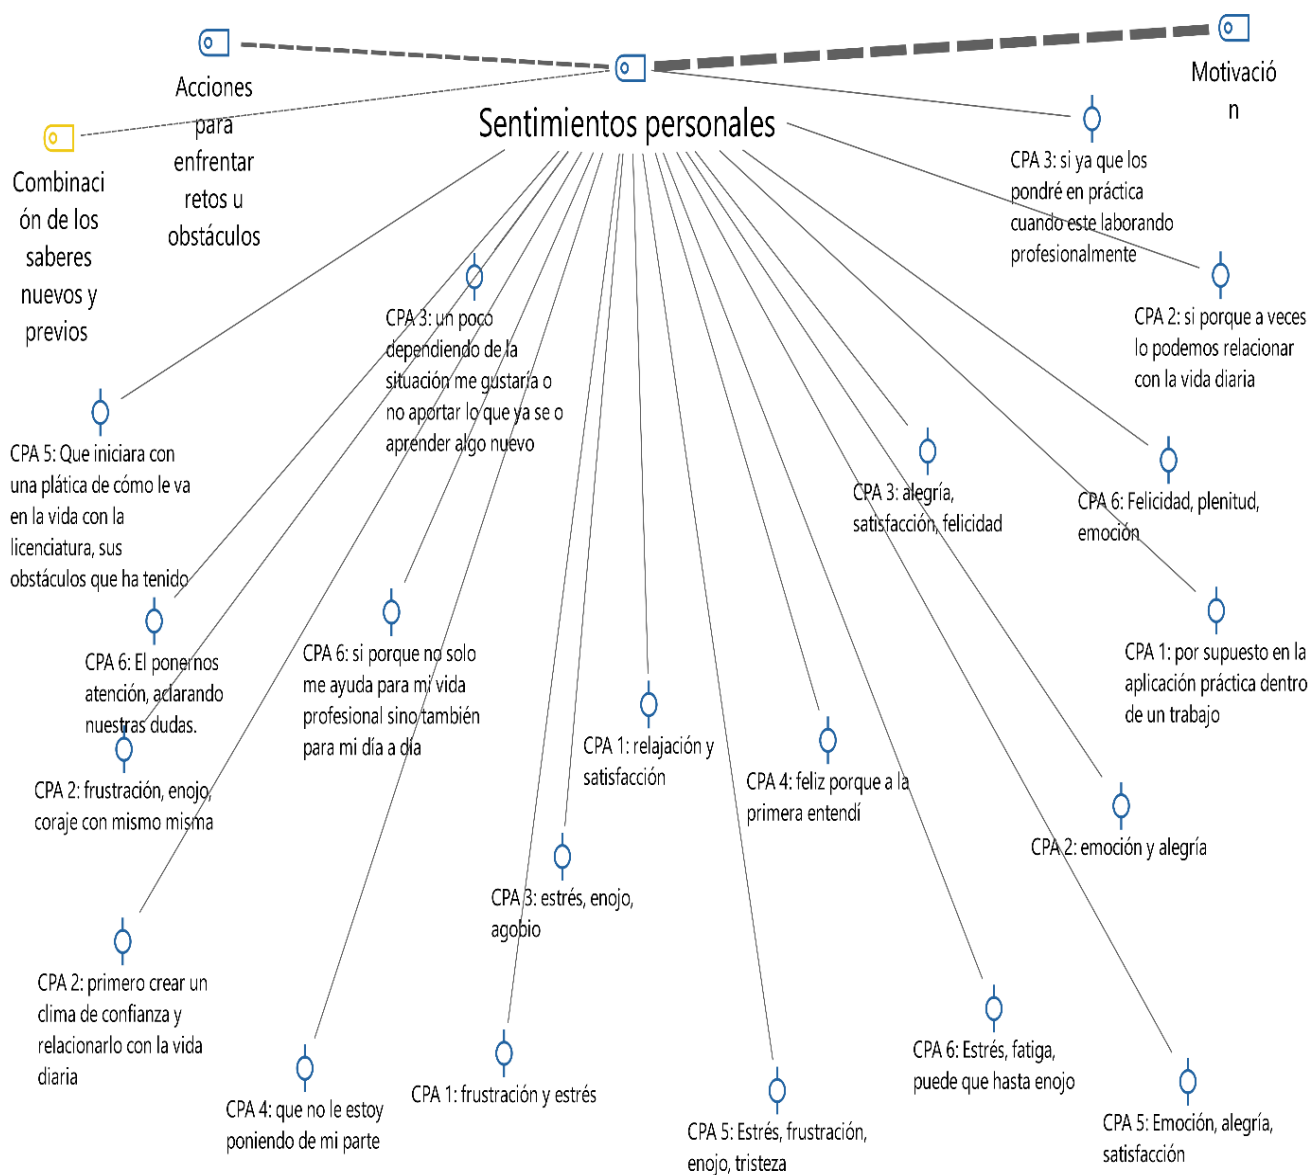 Acciones
para
enfrentar
retos u
obstáculos
Motivació
n
Sentimientos personales
Combinaci
ón de los
saberes
nuevos y
previos
CPA 3: si ya que los
pondré en práctica
cuando este laborando
profesionalmente
CPA 2: si porque a veces
lo podemos relacionar
con la vida diaria
CPA 3: un poco
dependiendo de la
situación me gustaría o
no aportar lo que ya se o
aprender algo nuevo
CPA 5: Que iniciara con
una plática de cómo le va
en la vida con la
licenciatura, sus
obstáculos que ha tenido
CPA 3: alegría,
satisfacción, felicidad
CPA 6: Felicidad, plenitud,
emoción
CPA 6: El ponernos
atención, aclarando
nuestras dudas.
CPA 6: si porque no solo
me ayuda para mi vida
profesional sino también
para mi día a día
CPA 1: por supuesto en la
aplicación práctica dentro
de un trabajo
CPA 1: relajación y
satisfacción
CPA 4: feliz porque a la
primera entendí
CPA 2: frustración, enojo,
coraje con mismo misma
CPA 2: emoción y alegría
CPA 3: estrés, enojo,
agobio
CPA 2: primero crear un
clima de confianza y
relacionarlo con la vida
diaria
CPA 6: Estrés, fatiga,
puede que hasta enojo
CPA 1: frustración y estrés
CPA 4: que no le estoy
poniendo de mi parte
CPA 5: Estrés, frustración,
enojo, tristeza
CPA 5: Emoción, alegría,
satisfacción